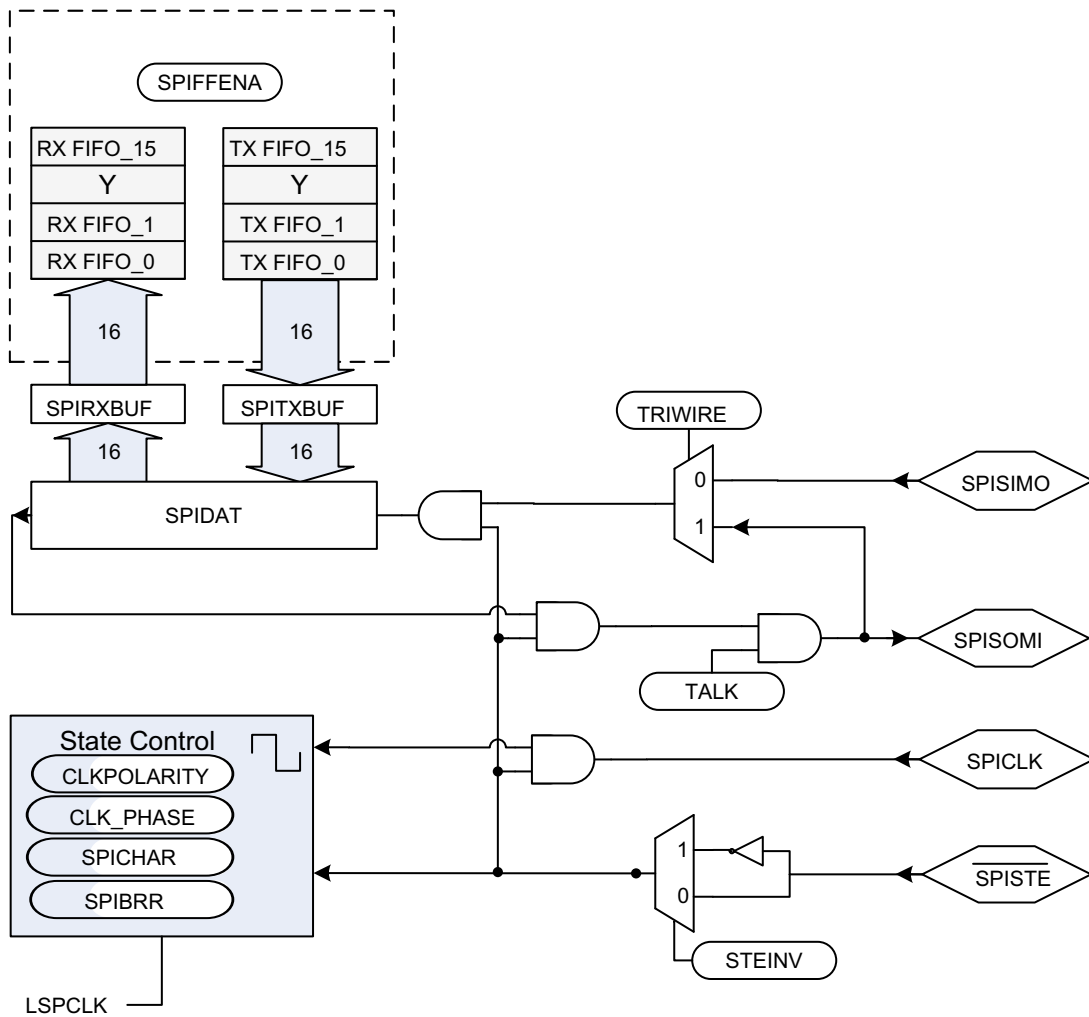 SPIFFENA
RX FIFO_15
Y
RX FIFO_1
RX FIFO_0
TX FIFO_15
Y
TX FIFO_1
TX FIFO_0
16
16
SPIRXBUF
SPITXBUF
16
16
SPIDAT
TRIWIRE
0
1
SPISIMO
SPISOMI
TALK
State Control
CLKPOLARITY
CLK_PHASE
SPICHAR
SPIBRR
LSPCLK
SPICLK
1
0
SPISTE
STEINV